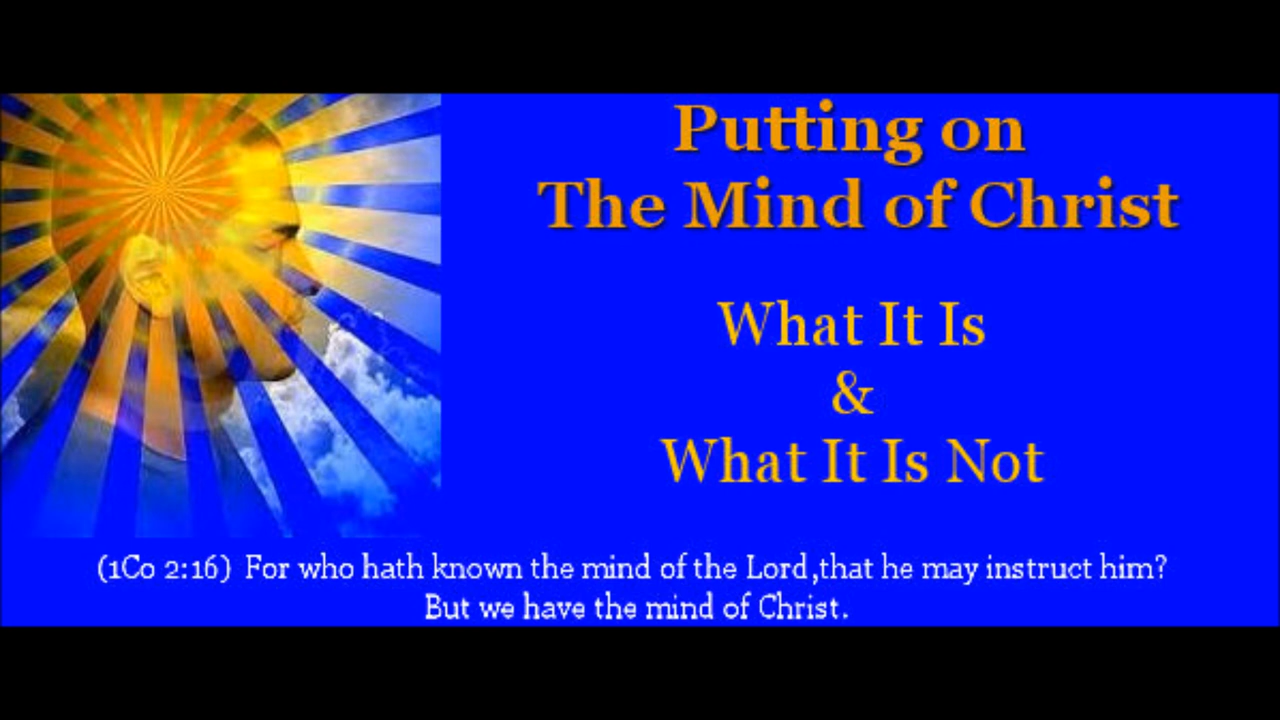 Putting on
The Mind of Christ
What It Is
&
What It Is Not
(1Co 2:16) For who hath known the mind of the Lord,that he may instruct him?
But we have the mind of Christ.